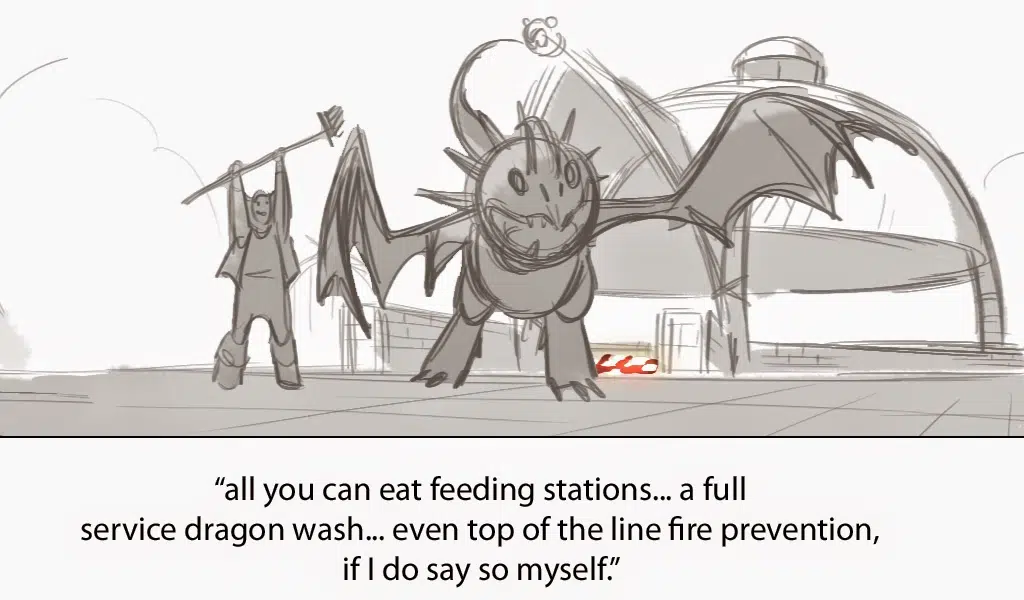 “all you can eat feeding stations... a full
service dragon wash... even top of the line fire prevention,
if I do say so myself.”